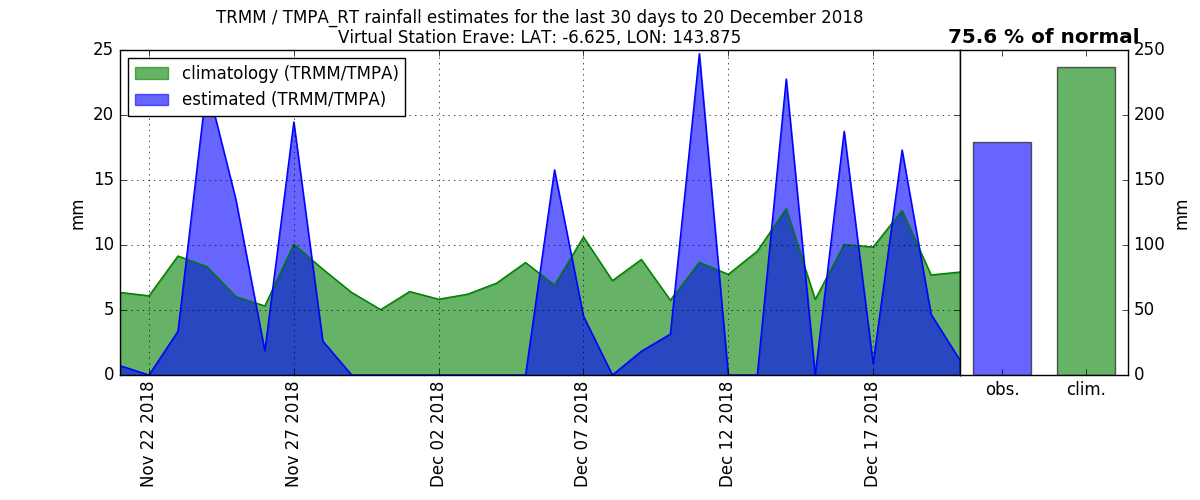 TRMM / TMPA_RT rainfall estimates for the last 30 days to 20 December 2018
Virtual Station Erave: LAT: -6.625, LON: 143.875
75.6 % of normal
climatology (TRMM/TMPA)
estimated (TRMM/TMPA)
mm
25
20
15
10
5
0
Nov 22 2018
Nov 27 2018
Dec 02 2018
Dec 07 2018
Dec 12 2018
Dec 17 2018
obs.
clim.
250
200
150
100
50
0
mm